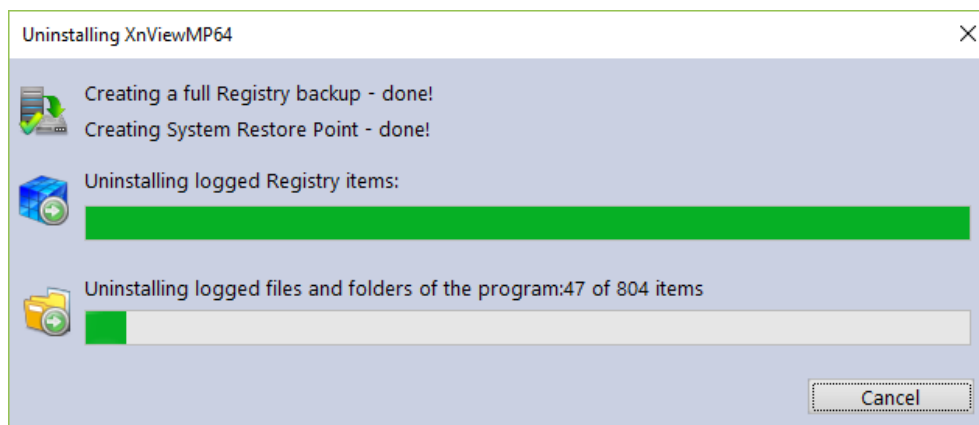 Uninstalling XnViewMP64
Creating a full Registry backup - done!
Creating System Restore Point - done!
Uninstalling logged Registry items:
Uninstalling logged files and folders of the program:47 of 804 items
Cancel